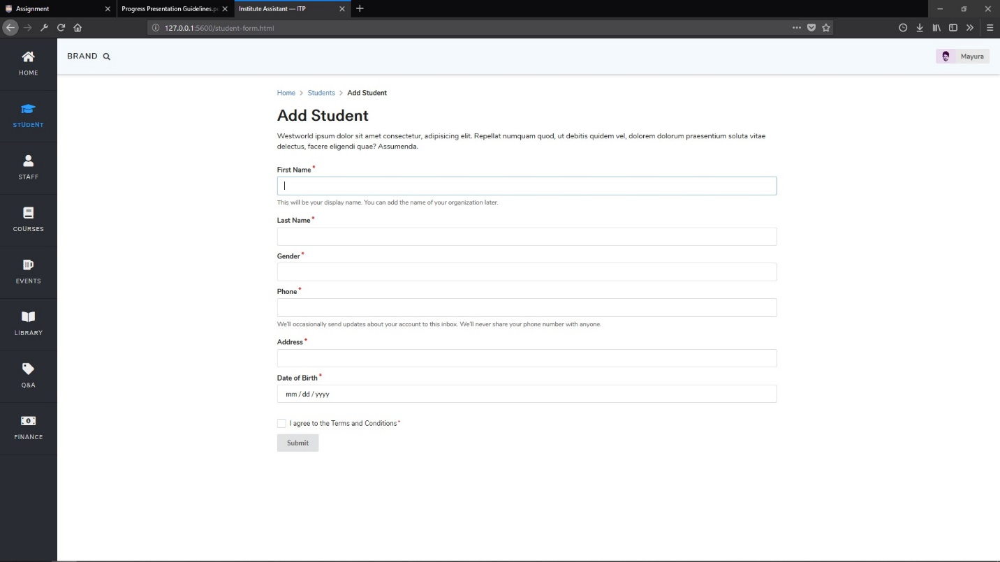 Assignment
Progress Presentation Guidelines.p
Institute Assistant — ITP
127.0.0.1:5600/student-form.html
HOME
STUDENT
STAFF
COURSES
EVENTS
LIBRARY
Q&A
FINANCE
BRAND
Mayura
Home > Students > Add Student
Add Student
Westworld ipsum dolor sit amet consectetur, adipisicing elit. Repellat numquam quod, ut debitis quidem vel, dolorem dolorum praesentium soluta vitae
delectus, facere eligendi quae? Assumenda.
First Name*
This will be your display name. You can add the name of your organization later.
Last Name*
Gender*
Phone*
We'll occasionally send updates about your account to this inbox. We'll never share your phone number with anyone.
Address*
Date of Birth*
mm / dd / yyyy
I agree to the Terms and Conditions*
Submit